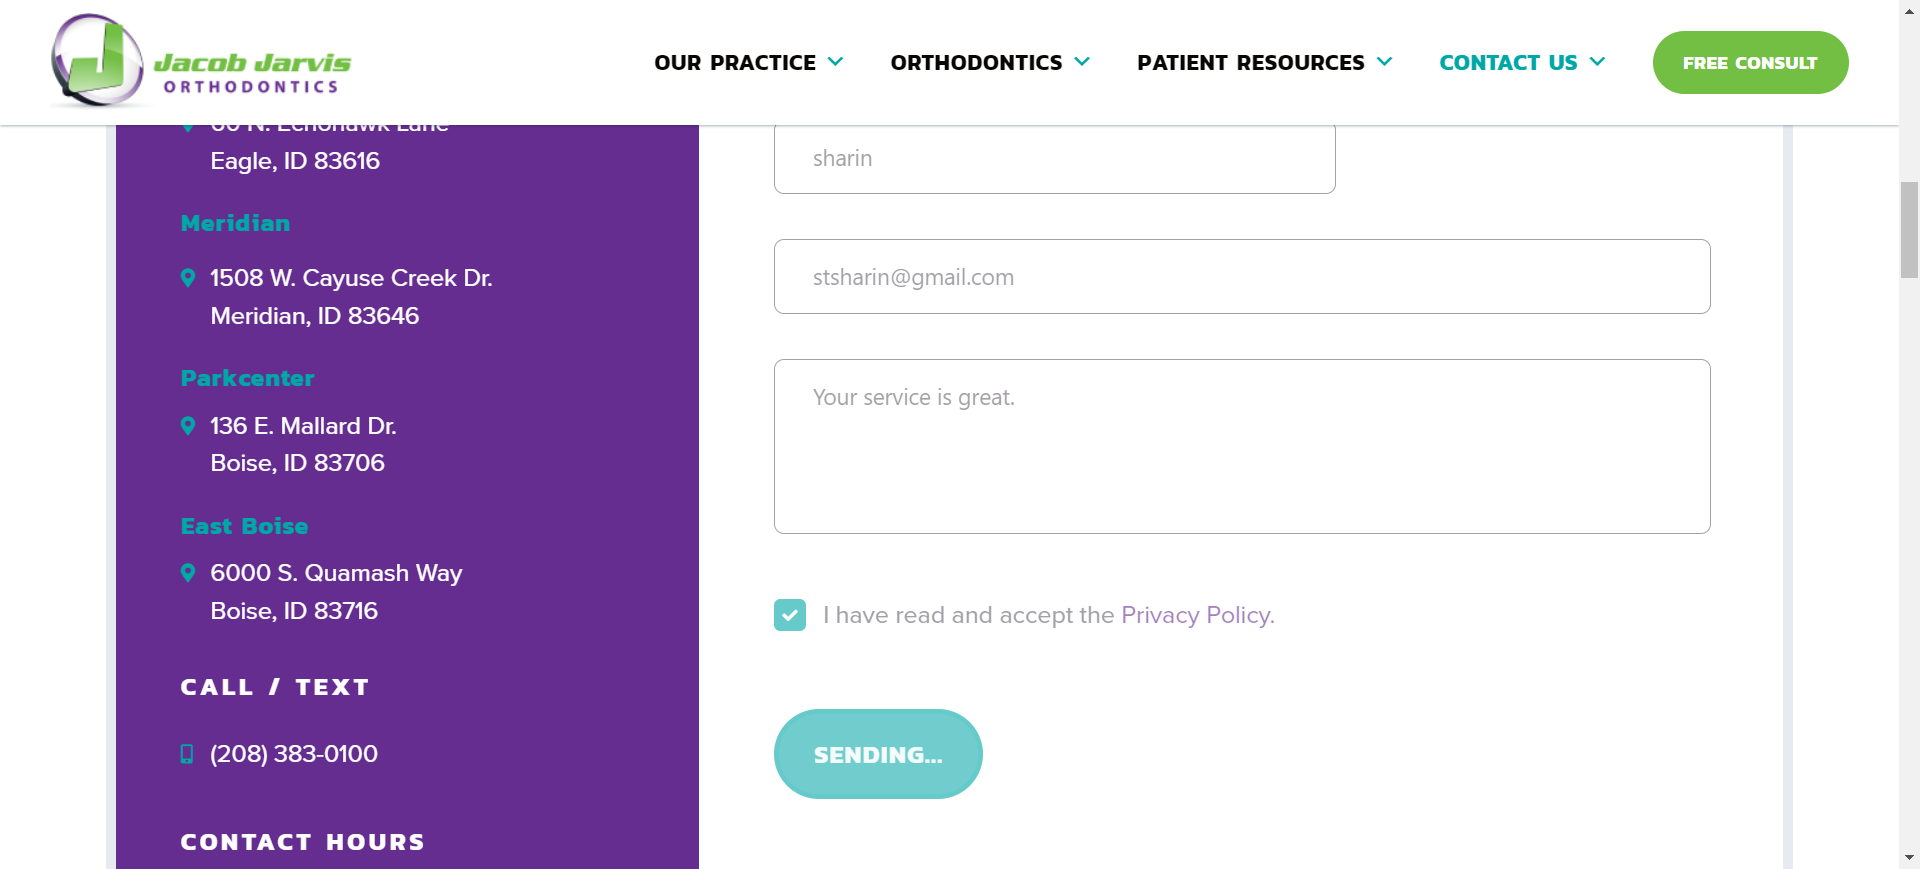 Jacob Jarvis
ORTHODONTICS
OUR PRACTICE
ORTHODONTICS
PATIENT RESOURCES
CONTACT US
FREE CONSULT
60 N. Echohawk Lane
Eagle, ID 83616
Meridian
1508 W. Cayuse Creek Dr.
Meridian, ID 83646
Parkcenter
136 E. Mallard Dr.
Boise, ID 83706
East Boise
6000 S. Quamash Way
Boise, ID 83716
CALL / TEXT
(208) 383-0100
CONTACT HOURS
sharin
stsharin@gmail.com
Your service is great.
I have read and accept the Privacy Policy.
SENDING...